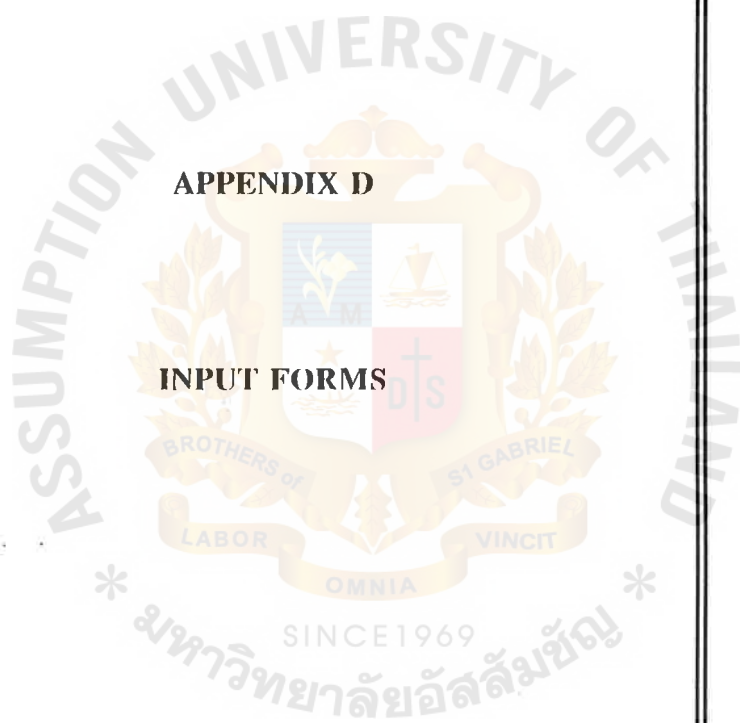 ASSUMPTION UNIVERSITY OF THAILAND
APPENDIX D
A M
INPUT FORMS
D S
BROTHERS of ST GABRIEL
LABOR VINCIT
OMNIA
SINCE1969
มหาวิทยาลัยอัสสัมชัญ